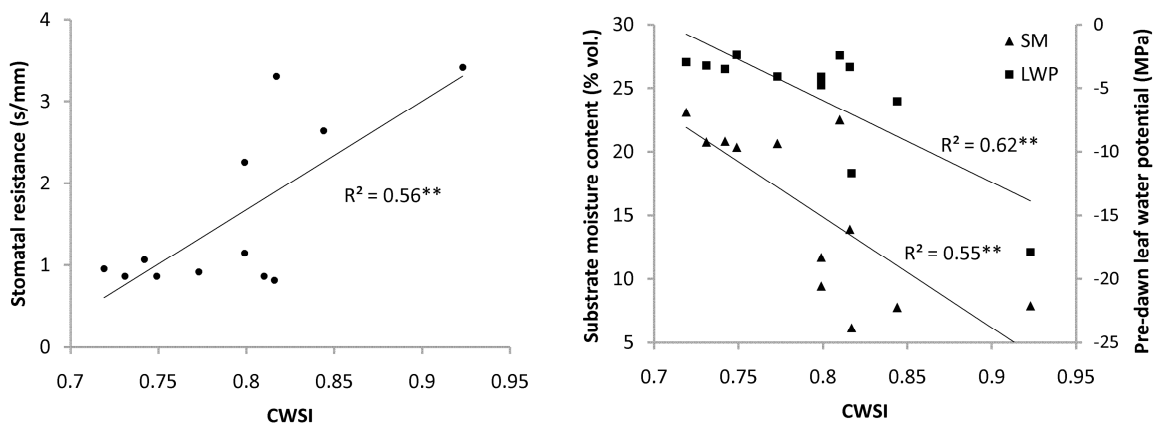 Stomatal resistance (s/mm)
4
3
2
1
0
R² = 0.56**
0.7 0.75 0.8 0.85 0.9 0.95
CWSI
Substrate moisture content (% vol.)
30
25
20
15
10
5
SM
LWP
R² = 0.62**
R² = 0.55**
0
-5
-10
-15
-20
-25
Pre-dawn leaf water potential (MPa)
0.7 0.75 0.8 0.85 0.9 0.95
CWSI